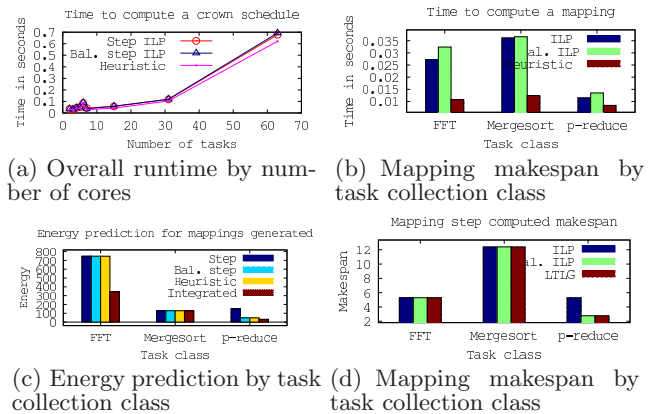 Time to compute a crown schedule
Time in seconds
0.7
0.6
0.5
0.4
0.3
0.2
0.1
0
Step ILP
Bal. step ILP
Heuristic
0 10 20 30 40 50 60 70
Number of tasks
(a) Overall runtime by num-
ber of cores
Time to compute a mapping
Time in seconds
0.035
0.025
0.015
0.01
ILP
al. ILP
euristic
FFT Mergesort p-reduce
Task class
(b) Mapping makespan by
task collection class
Energy prediction for mappings generated
Energy
800
700
600
500
400
300
200
100
0
Step
Bal. step
Heuristic
Integrated
FFT Mergesort p-reduce
Task class
(c) Energy prediction by task
collection class
Mapping step computed makespan
Makespan
12
10
8
6
4
2
ILP
al. ILP
LTLG
FFT Mergesort p-reduce
Task class
(d) Mapping makespan by
task collection class